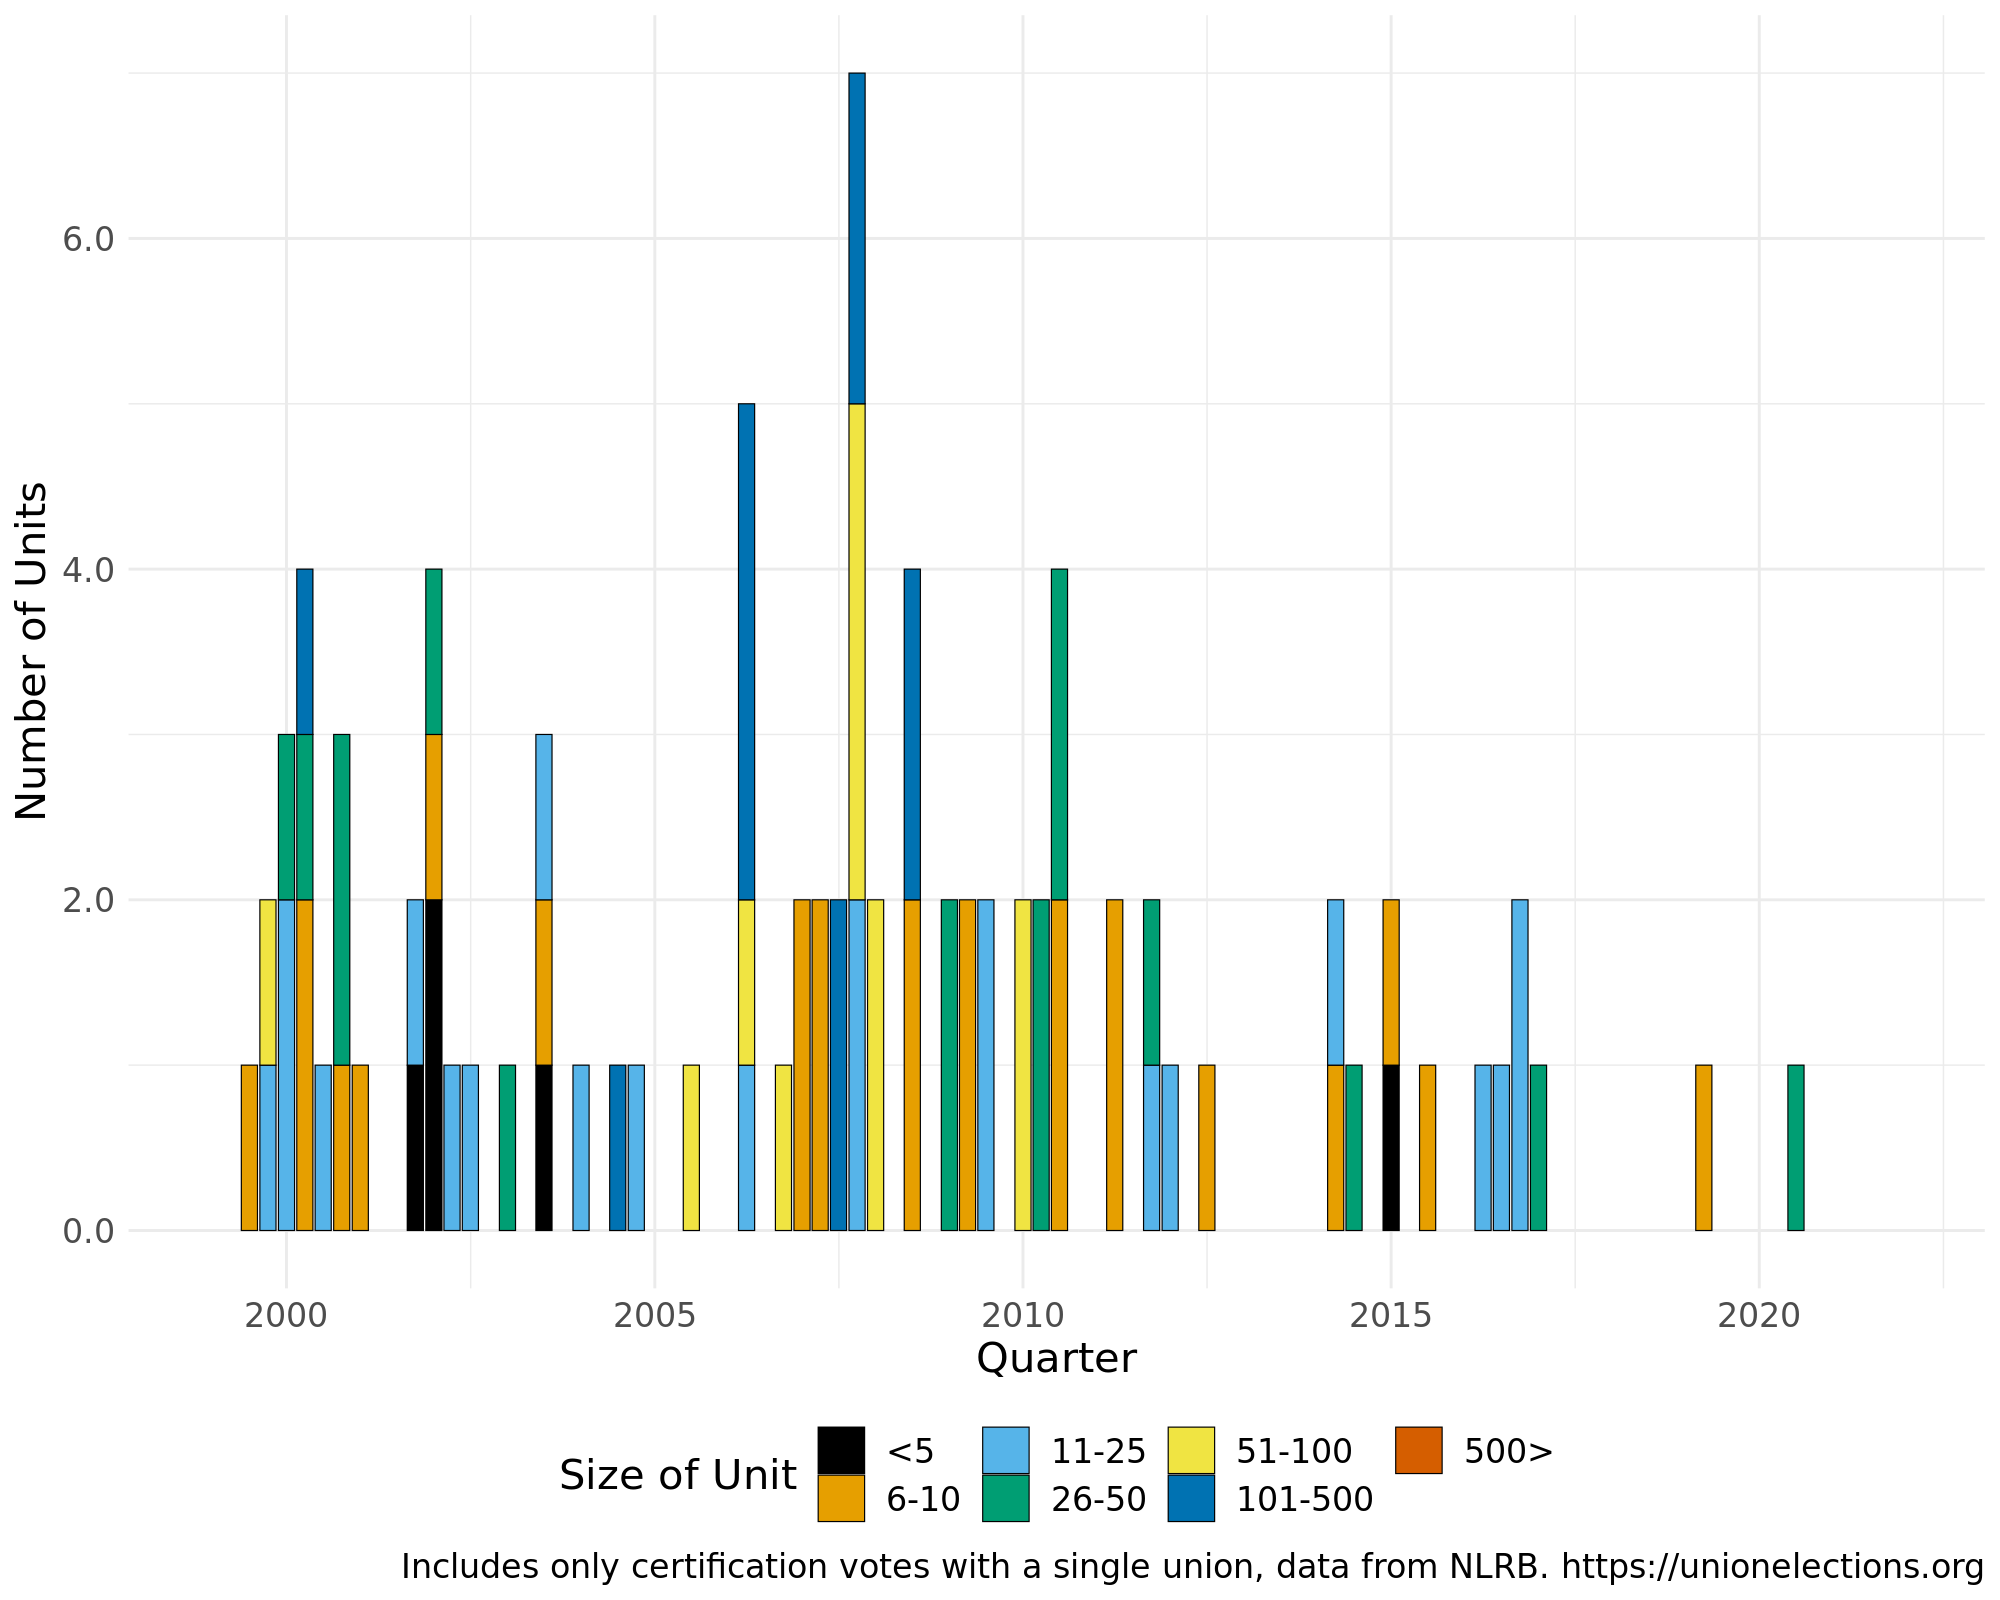 6.0
4.0
2.0
0.0
Number of Units
2000 2005 2010 2015 2020
Quarter
Size of Unit
<5 11-25 51-100 500>
6-10 26-50 101-500
Includes only certification votes with a single union, data from NLRB. https://unionelections.org